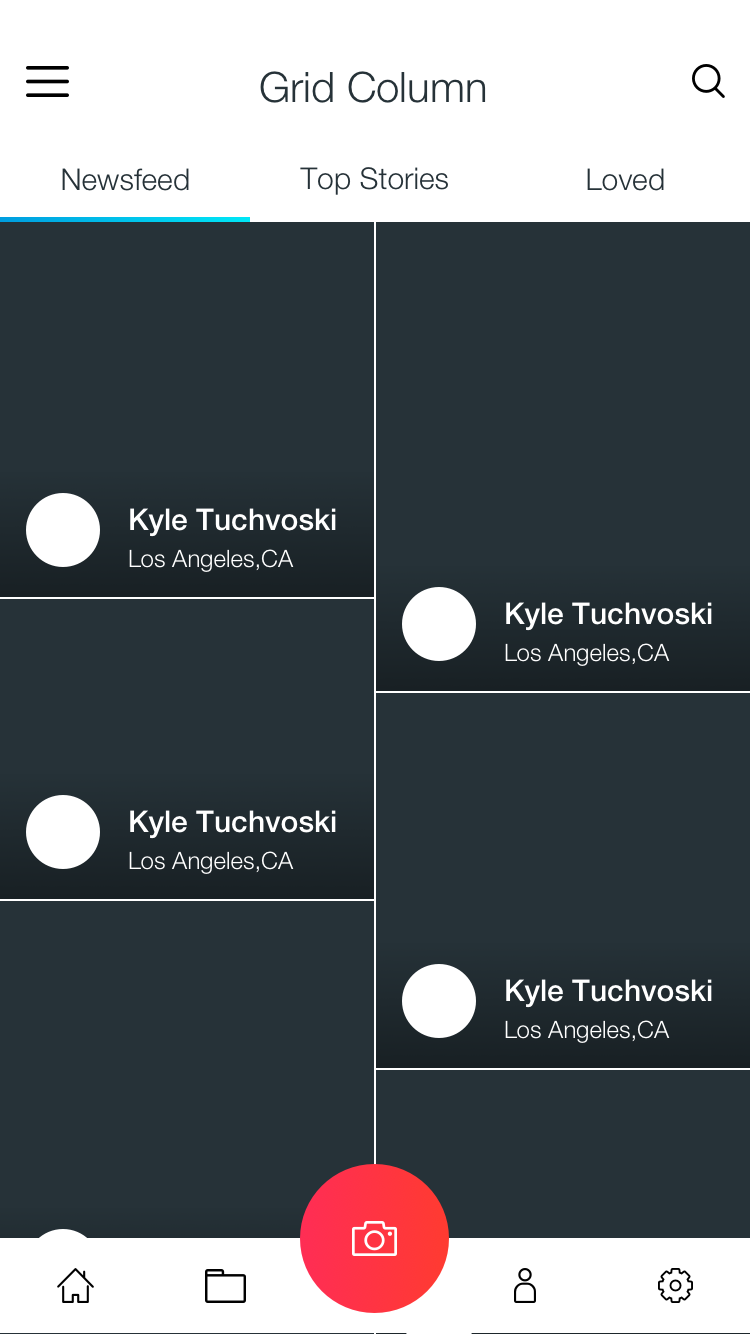 Grid Column
Newsfeed
Top Stories
Loved
Kyle Tuchvoski
Los Angeles,CA
Kyle Tuchvoski
Los Angeles,CA
Kyle Tuchvoski
Los Angeles,CA
Kyle Tuchvoski
Los Angeles,CA